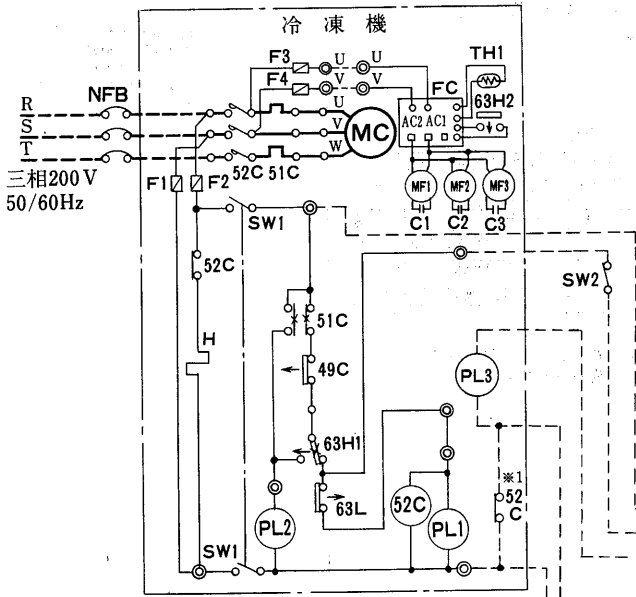 冷凍機
F3 U U TH1
F4 V V FC
NFB U AC2 AC1 63H2
R
S V MC
T W
三相200V
50/60Hz
F1 F2 52C 51C
MF1 MF2 MF3
C1 C2 C3
SW1
52C
SW2
51C
H
49C
PL3
63H1
※1
52
C
63L
52C
PL2 PL1
SW1